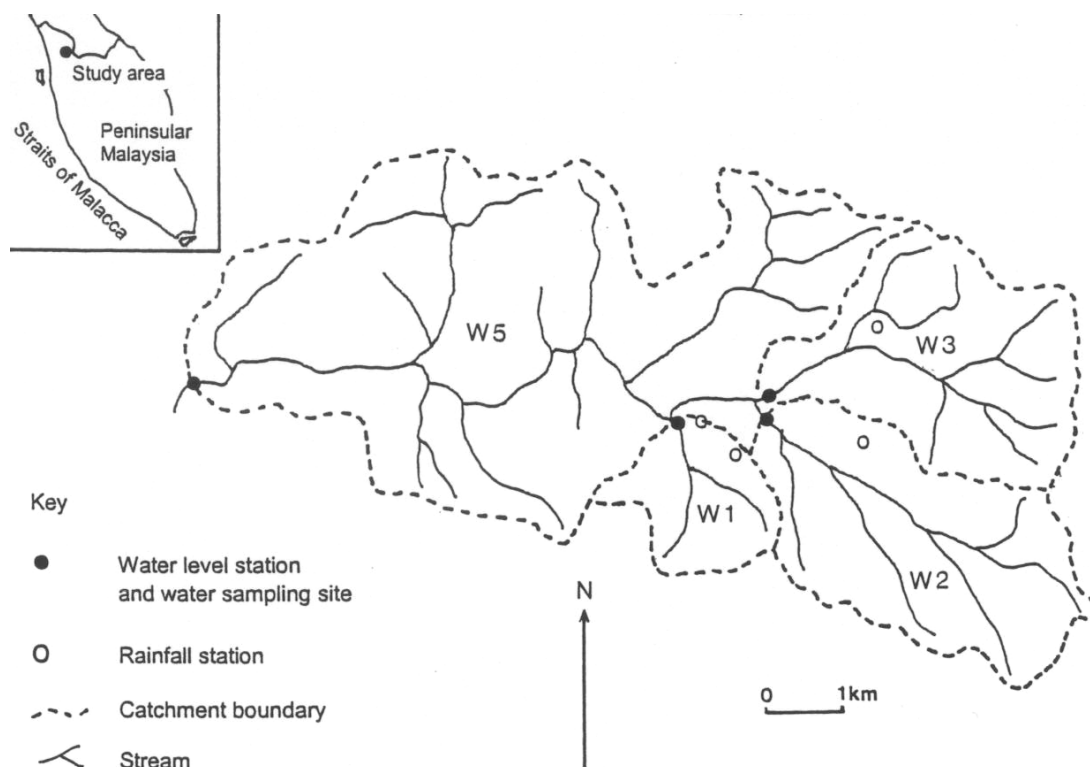 Study area
Peninsular
Malaysia
Straits of Malacca
W5
W3
W1
W2
Key
Water level station
and water sampling site
Rainfall station
Catchment boundary
Stream
N
0 1km